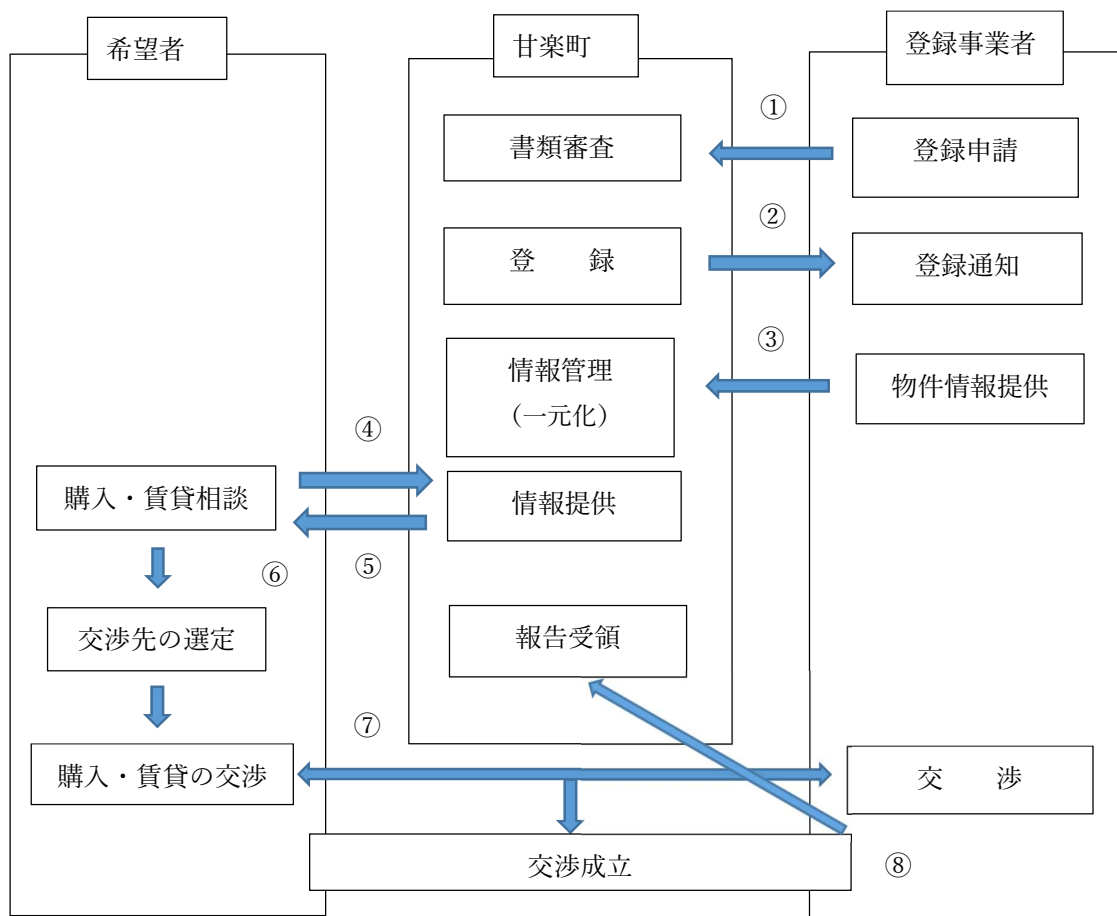 希望者
甘楽町
登録事業者
①
書類審査
登録申請
②
登　　録
登録通知
③
情報管理
（一元化）
物件情報提供
④
購入・賃貸相談
情報提供
⑤
⑥
交渉先の選定
報告受領
⑦
購入・賃貸の交渉
交　　渉
交渉成立
⑧